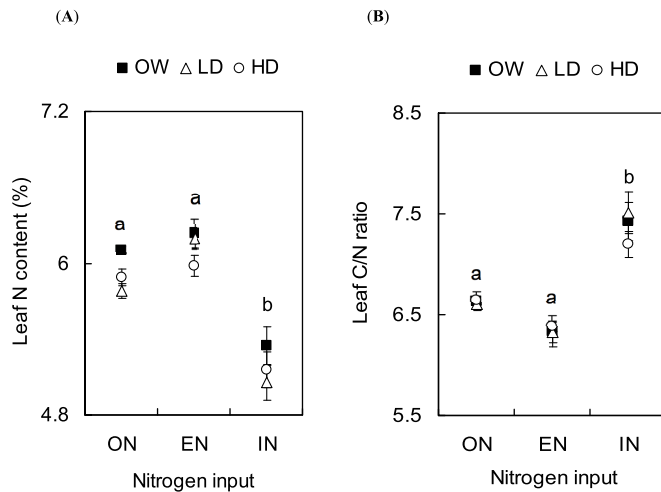 (A)
OW LD HD
7.2
6
4.8
Leaf N content (%)
a
a
b
ON EN IN
Nitrogen input
(B)
OW LD HD
8.5
7.5
6.5
5.5
Leaf C/N ratio
a
a
b
ON EN IN
Nitrogen input